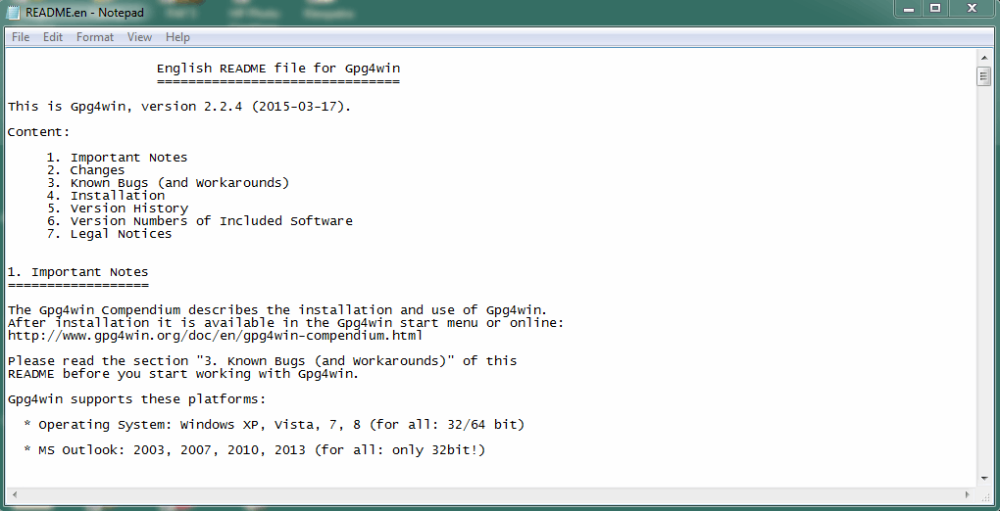 README.en - Notepad
File Edit Format View Help
English README file for Gpg4win
===============================
This is Gpg4win, version 2.2.4 (2015-03-17).
Content:
1. Important Notes
2. Changes
3. Known Bugs (and Workarounds)
4. Installation
5. Version History
6. Version Numbers of Included Software
7. Legal Notices
1. Important Notes
==================
The Gpg4win Compendium describes the installation and use of Gpg4win.
After installation it is available in the Gpg4win start menu or online:
http://www.gpg4win.org/doc/en/gpg4win-compendium.html
Please read the section "3. Known Bugs (and Workarounds)" of this
README before you start working with Gpg4win.
Gpg4win supports these platforms:
* Operating System: Windows XP, Vista, 7, 8 (for all: 32/64 bit)
* MS Outlook: 2003, 2007, 2010, 2013 (for all: only 32bit!)